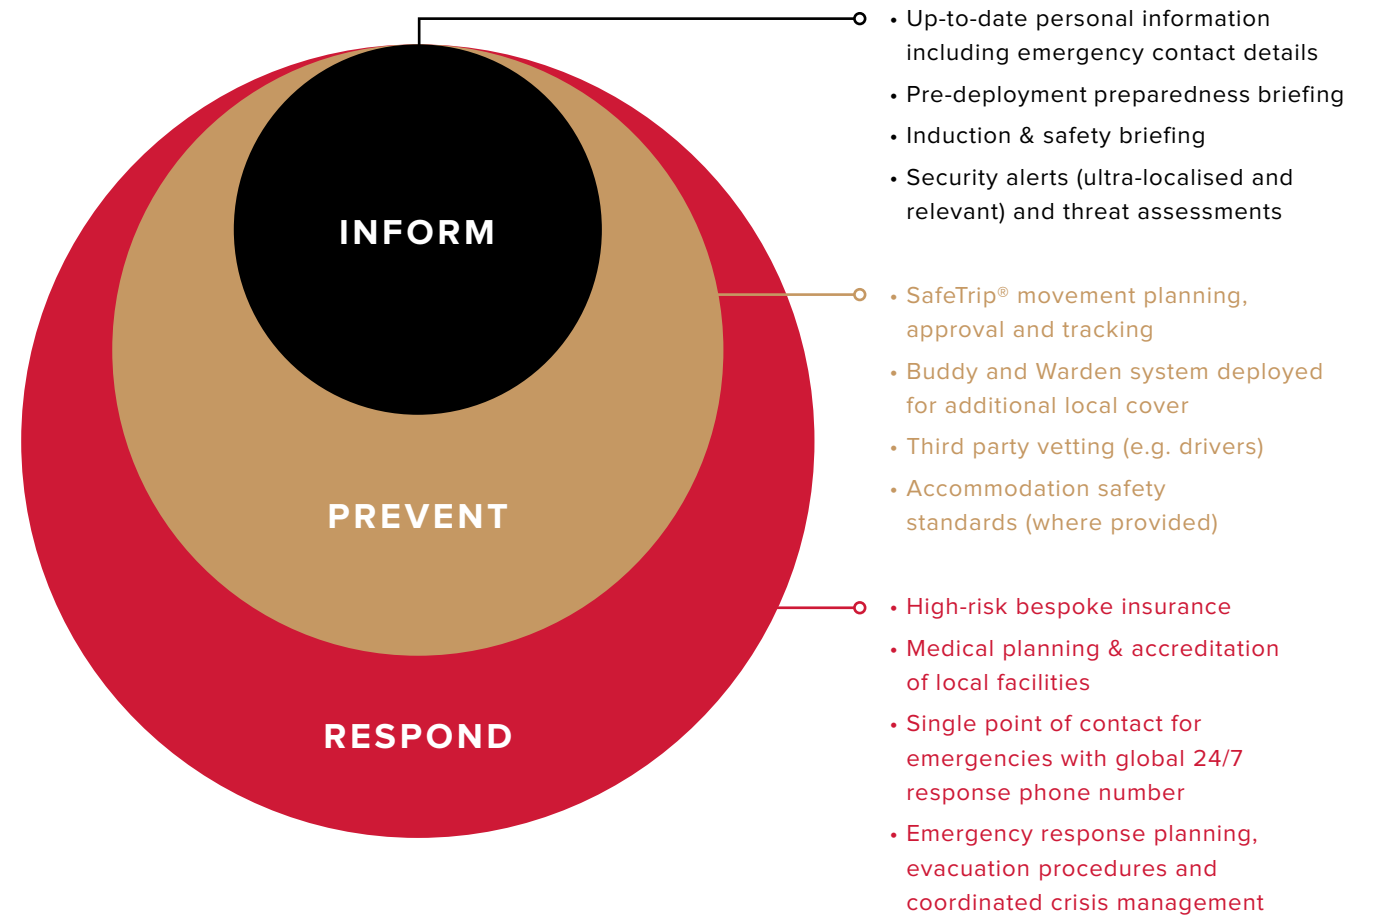 INFORM
PREVENT
RESPOND
• Up-to-date personal information
including emergency contact details
• Pre-deployment preparedness briefing
• Induction & safety briefing
• Security alerts (ultra-localised and
relevant) and threat assessments
• SafeTrip® movement planning,
approval and tracking
• Buddy and Warden system deployed
for additional local cover
• Third party vetting (e.g. drivers)
• Accommodation safety
standards (where provided)
• High-risk bespoke insurance
• Medical planning & accreditation
of local facilities
• Single point of contact for
emergencies with global 24/7
response phone number
• Emergency response planning,
evacuation procedures and
coordinated crisis management